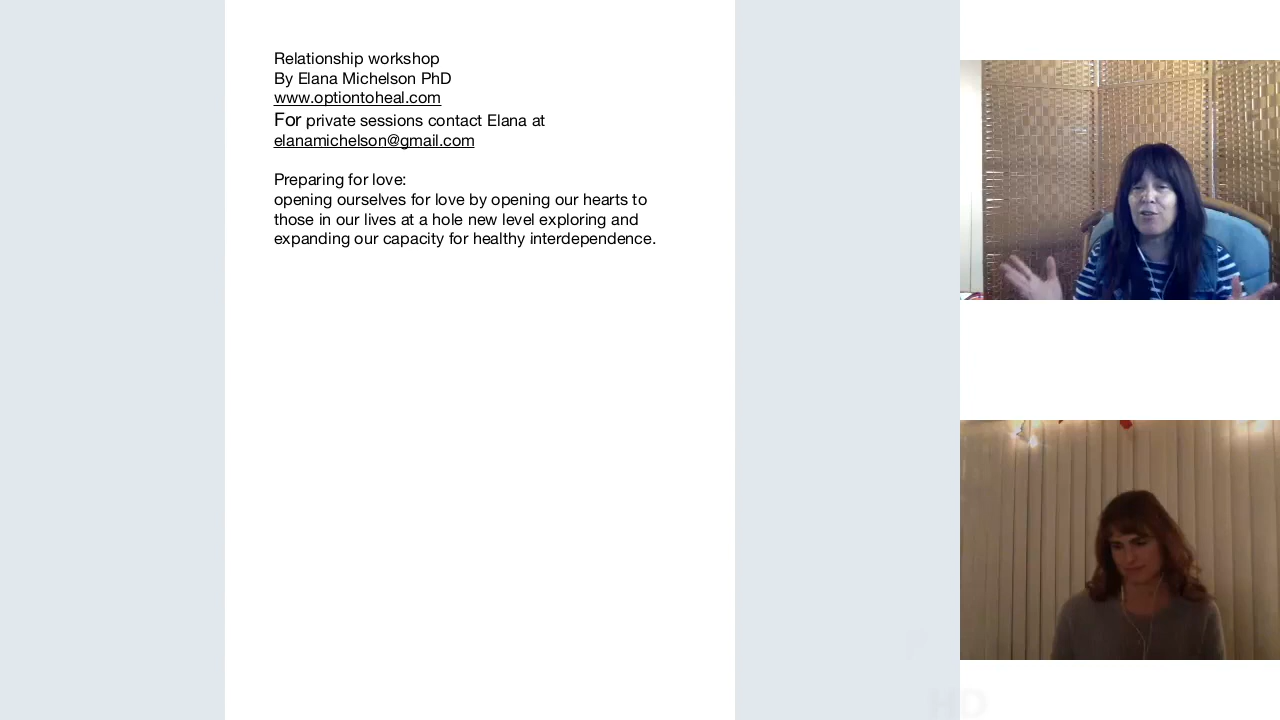 Relationship workshop
By Elana Michelson PhD
www.optiontoheal.com
For private sessions contact Elana at
elanamichelson@gmail.com
Preparing for love:
opening ourselves for love by opening our hearts to
those in our lives at a hole new level exploring and
expanding our capacity for healthy interdependence.